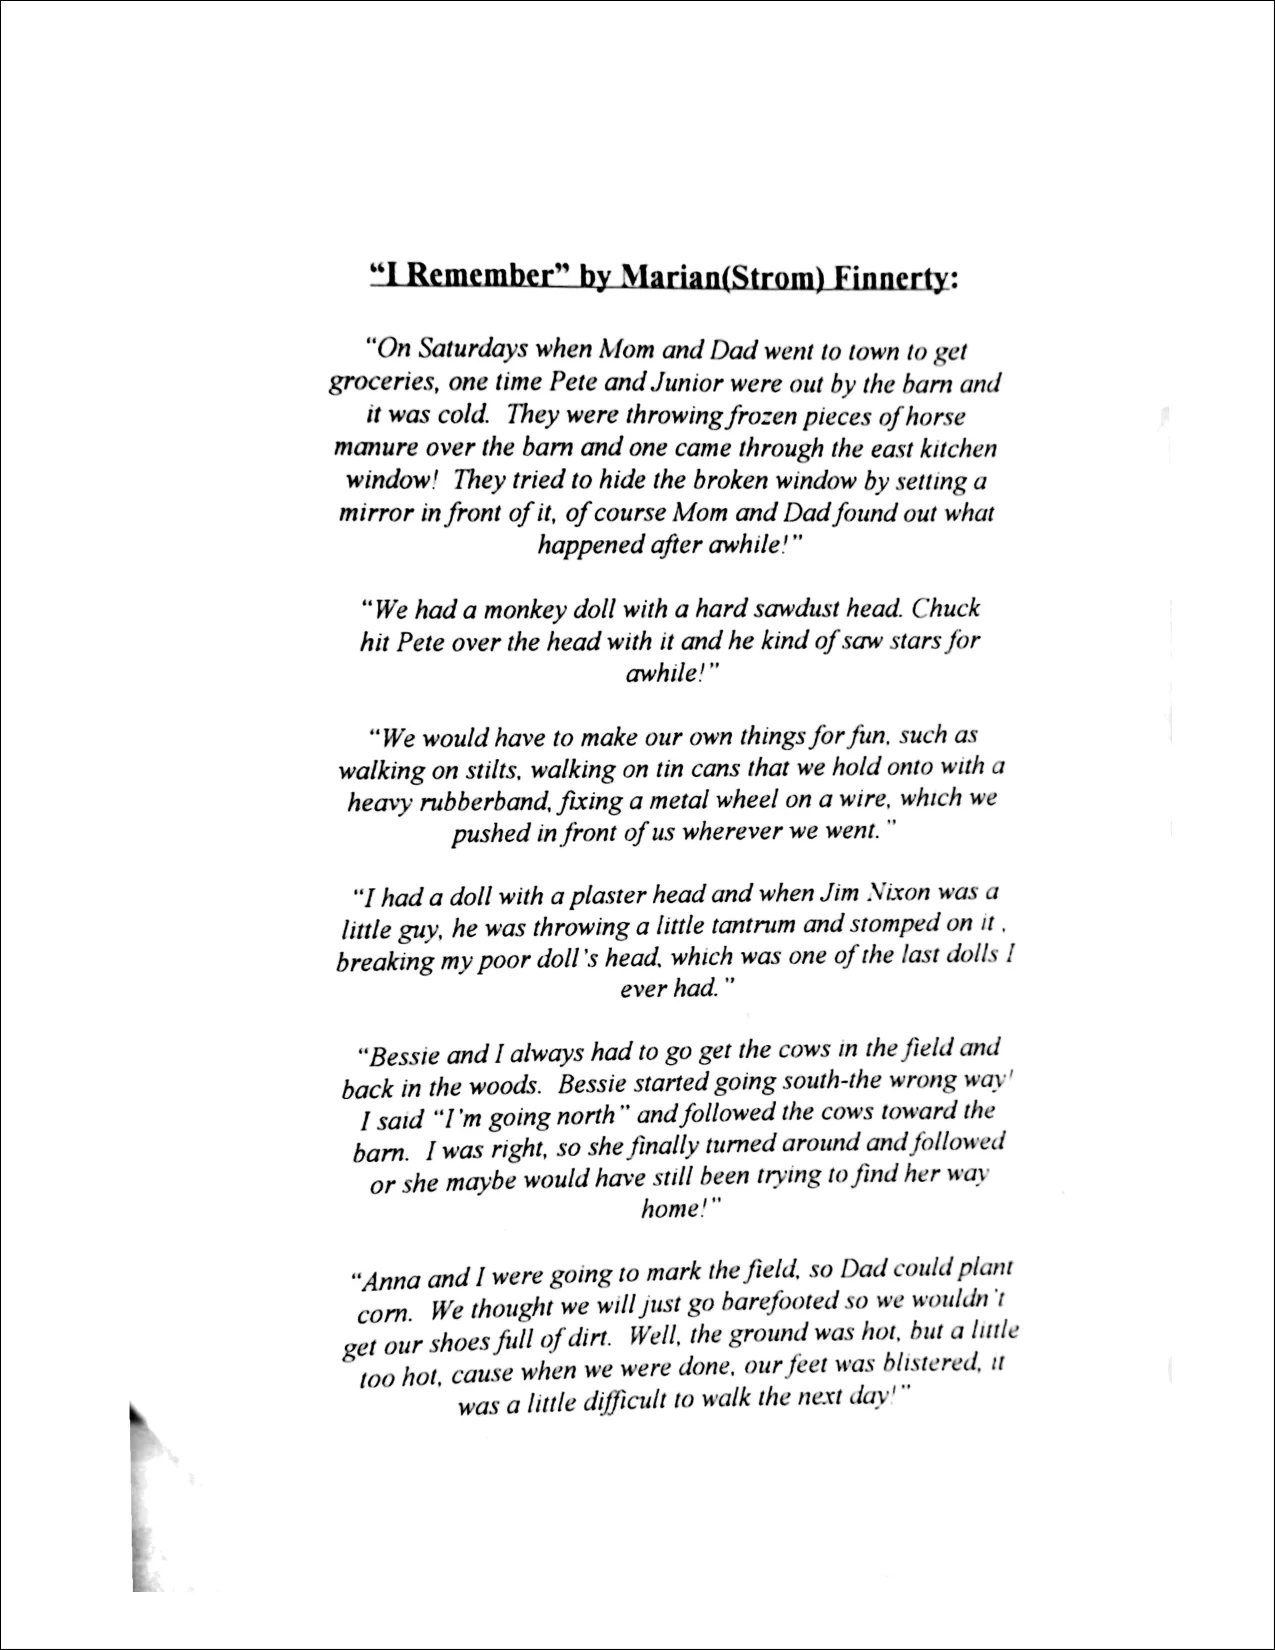 “I Remember” by Marian(Strom) Finnerty:
“On Saturdays when Mom and Dad went to town to get
groceries, one time Pete and Junior were out by the barn and
it was cold.  They were throwing frozen pieces of horse
manure over the barn and one came through the east kitchen
window!  They tried to hide the broken window by setting a
mirror in front of it, of course Mom and Dad found out what
happened after awhile!”
“We had a monkey doll with a hard sawdust head. Chuck
hit Pete over the head with it and he kind of saw stars for
awhile!”
“We would have to make our own things for fun, such as
walking on stilts, walking on tin cans that we hold onto with a
heavy rubberband, fixing a metal wheel on a wire, which we
pushed in front of us wherever we went.”
“I had a doll with a plaster head and when Jim Nixon was a
little guy, he was throwing a little tantrum and stomped on it ,
breaking my poor doll’s head, which was one of the last dolls I
ever had.”
“Bessie and I always had to go get the cows in the field and
back in the woods.  Bessie started going south-the wrong way!
I said “I’m going north” and followed the cows toward the
barn.  I was right, so she finally turned around and followed
or she maybe would have still been trying to find her way
home!”
“Anna and I were going to mark the field, so Dad could plant
corn.  We thought we will just go barefooted so we wouldn’t
get our shoes full of dirt.  Well, the ground was hot, but a little
too hot, cause when we were done, our feet was blistered, it
was a little difficult to walk the next day!”